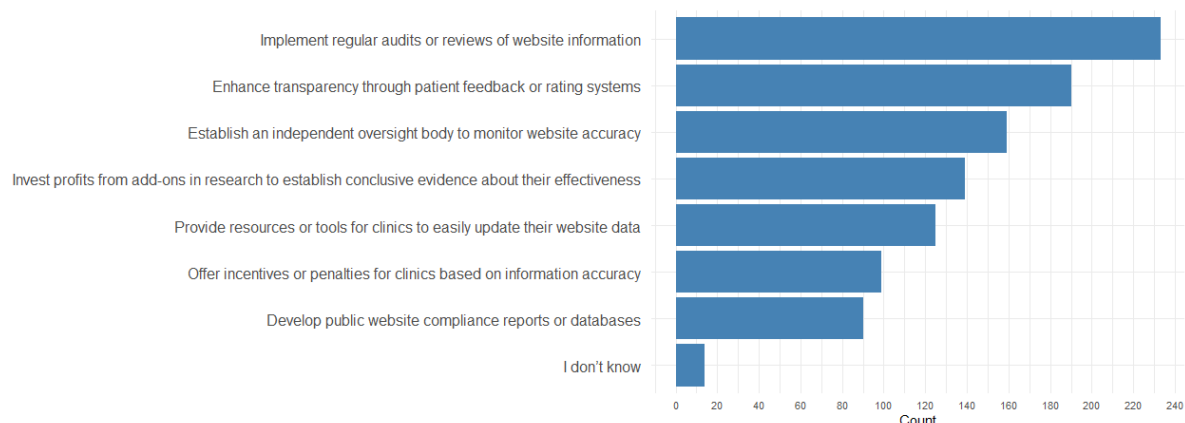 Implement regular audits or reviews of website information
Enhance transparency through patient feedback or rating systems
Establish an independent oversight body to monitor website accuracy
Invest profits from add-ons in research to establish conclusive evidence about their effectiveness
Provide resources or tools for clinics to easily update their website data
Offer incentives or penalties for clinics based on information accuracy
Develop public website compliance reports or databases
I don’t know
0 20 40 60 80 100 120 140 160 180 200 220 240
Count